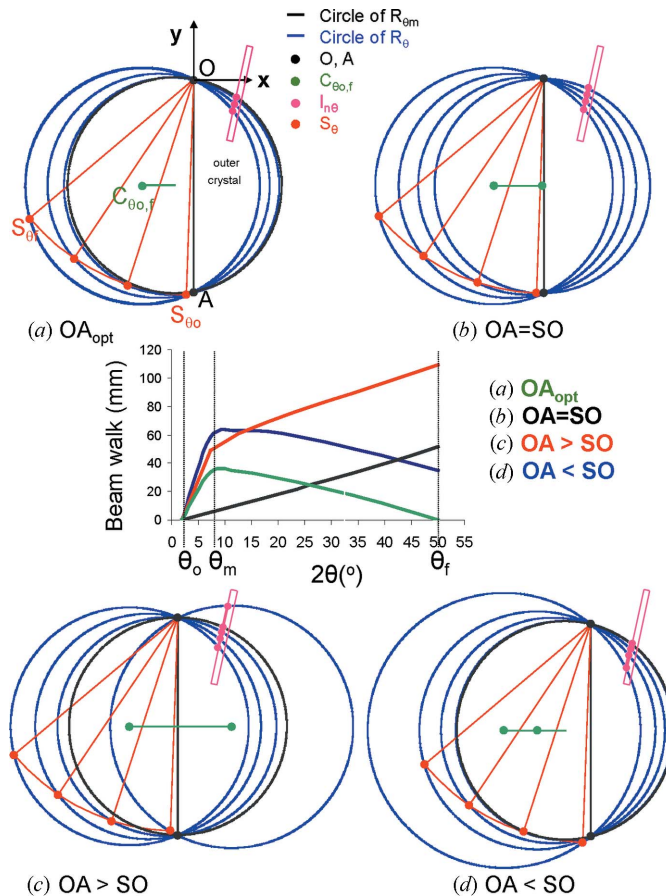 y
O
x
outer
crystal
Cθo,f
Sθf
A
Sθo
(a) OAopt
Circle of Rθm
Circle of Rθ
O, A
Cθo,f
Inθ
Sθ
(b) OA=SO
Beam walk (mm)
120
100
80
60
40
20
0
0 5 10 15 20 25 30 35 40 45 50 55
θo
θm
2θ(°)
θf
(a) OAopt
(b) OA=SO
(c) OA > SO
(d) OA < SO
(c) OA > SO
(d) OA < SO